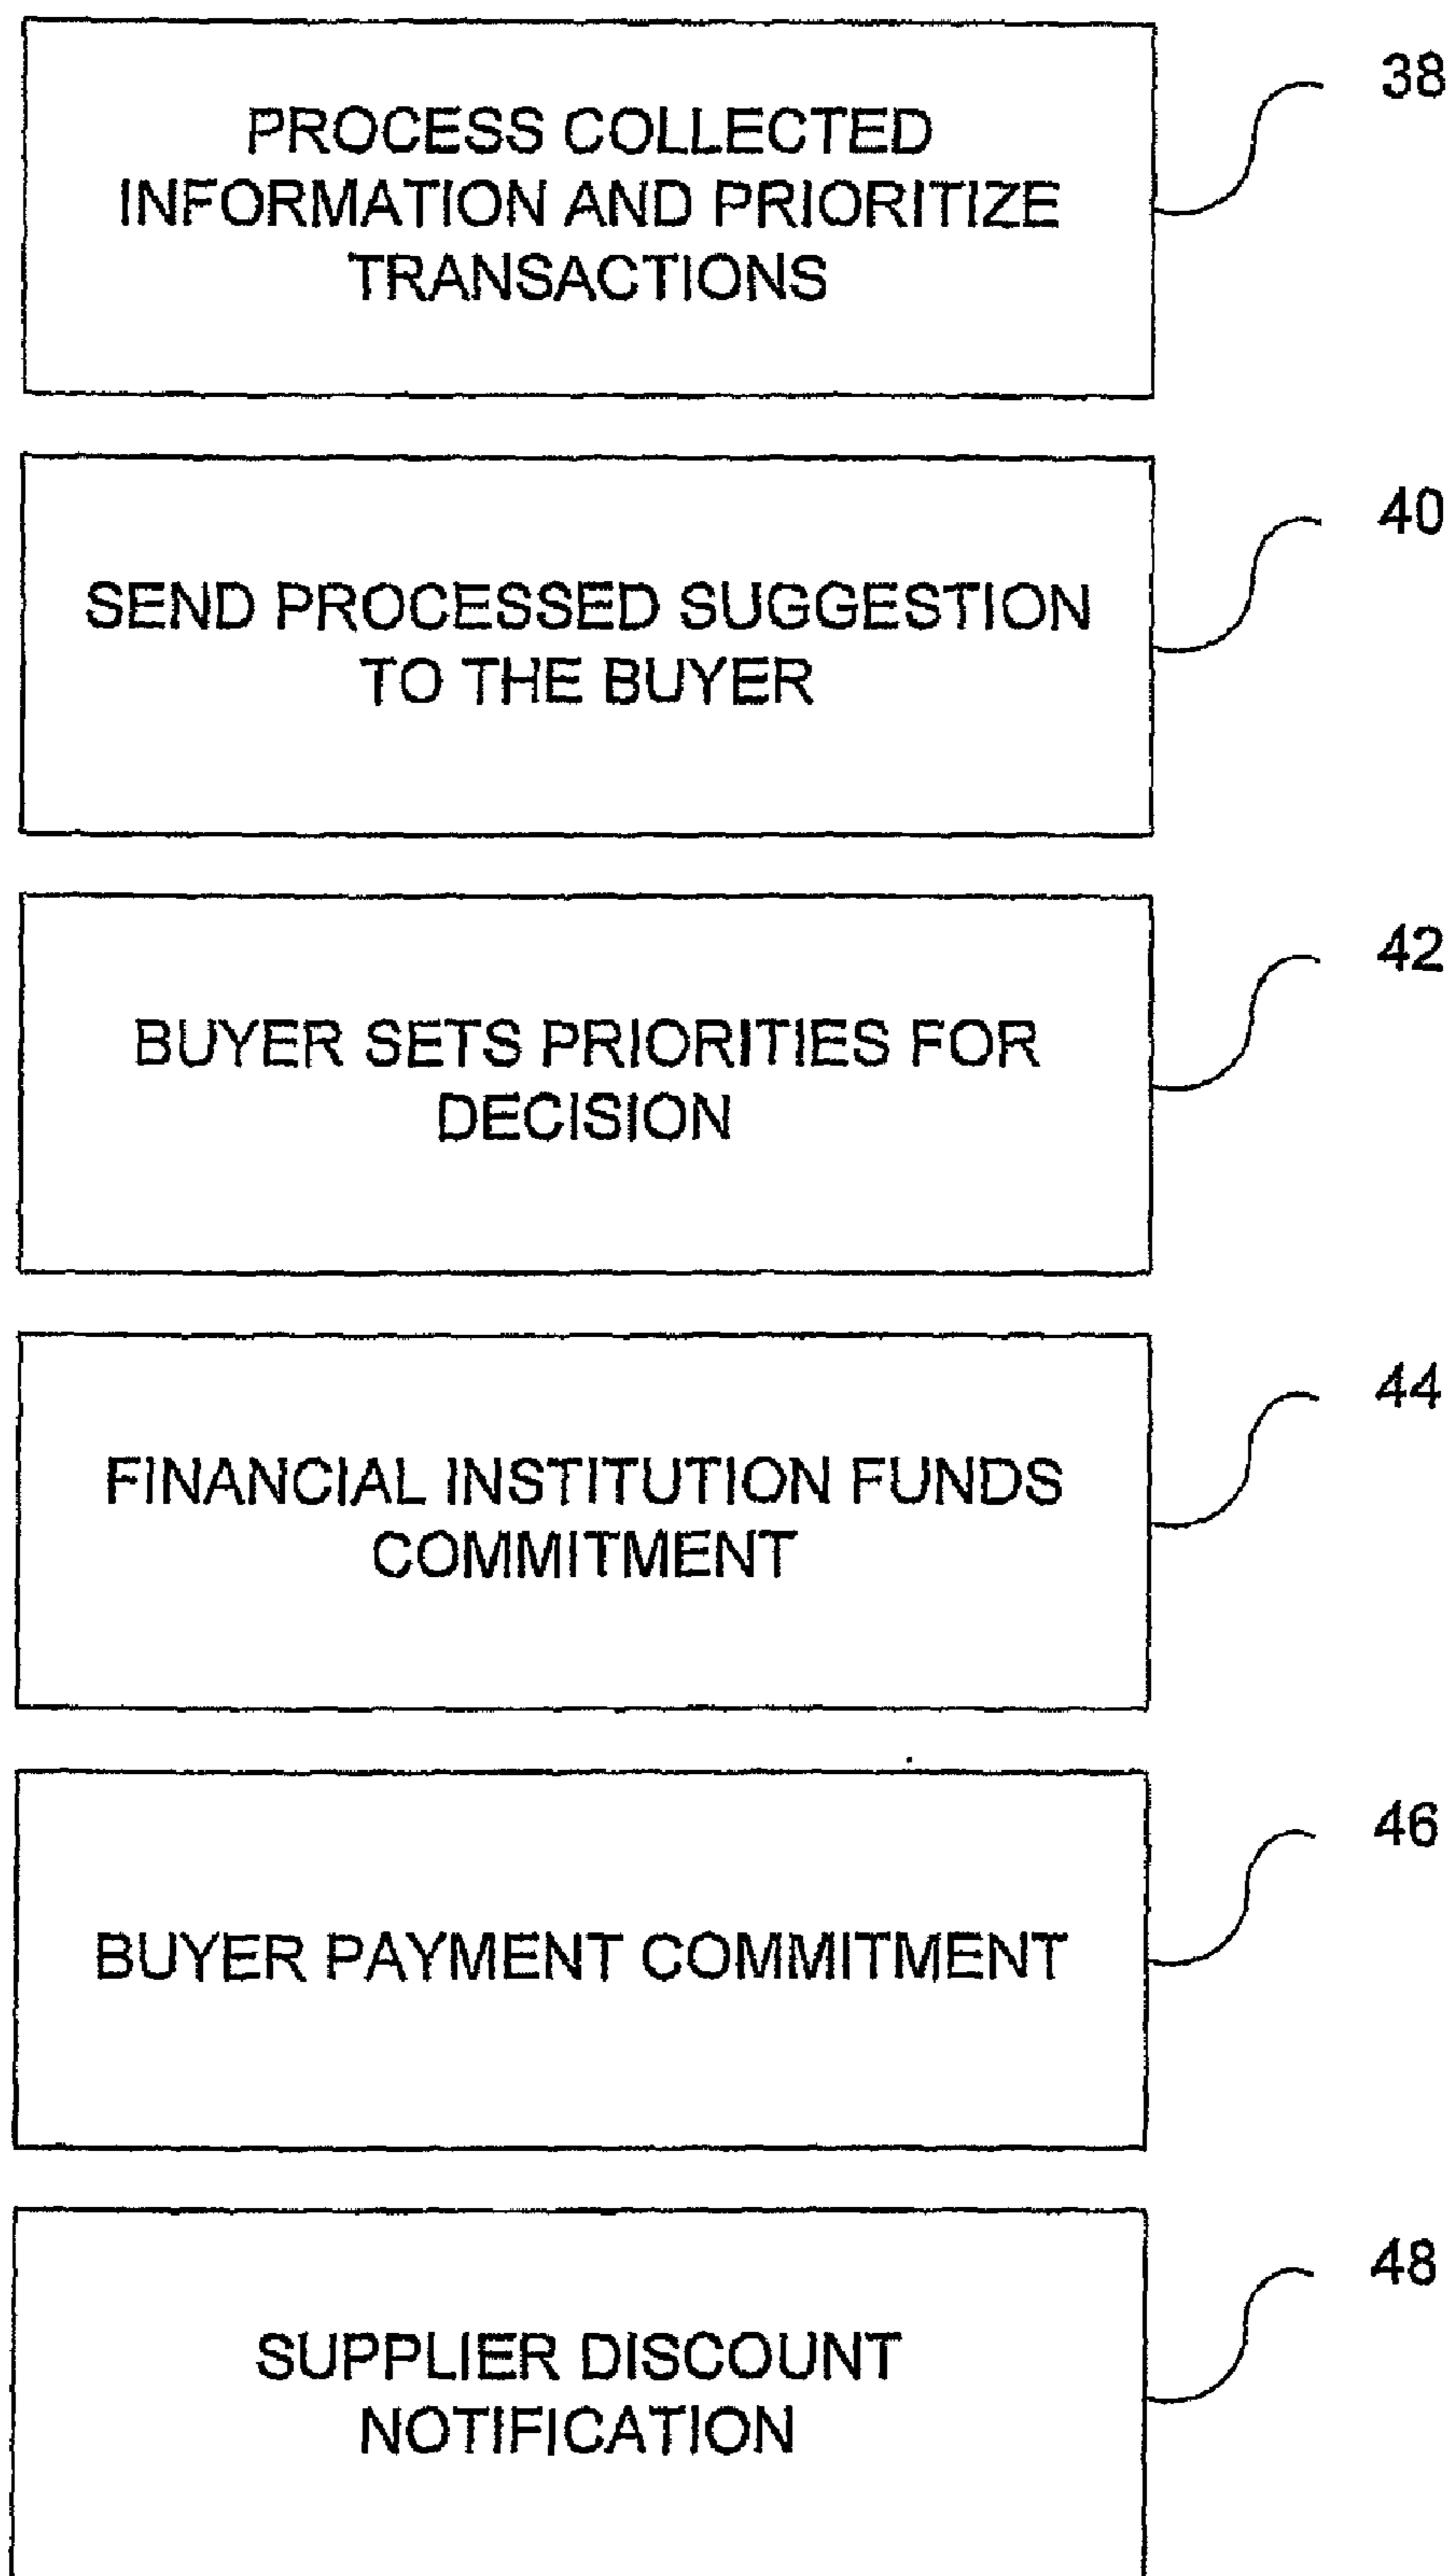 PROCESS COLLECTED
INFORMATION AND PRIORITIZE
TRANSACTIONS
38
SEND PROCESSED SUGGESTION
TO THE BUYER
40
BUYER SETS PRIORITIES FOR
DECISION
42
FINANCIAL INSTITUTION FUNDS
COMMITMENT
44
BUYER PAYMENT COMMITMENT
46
SUPPLIER DISCOUNT
NOTIFICATION
48